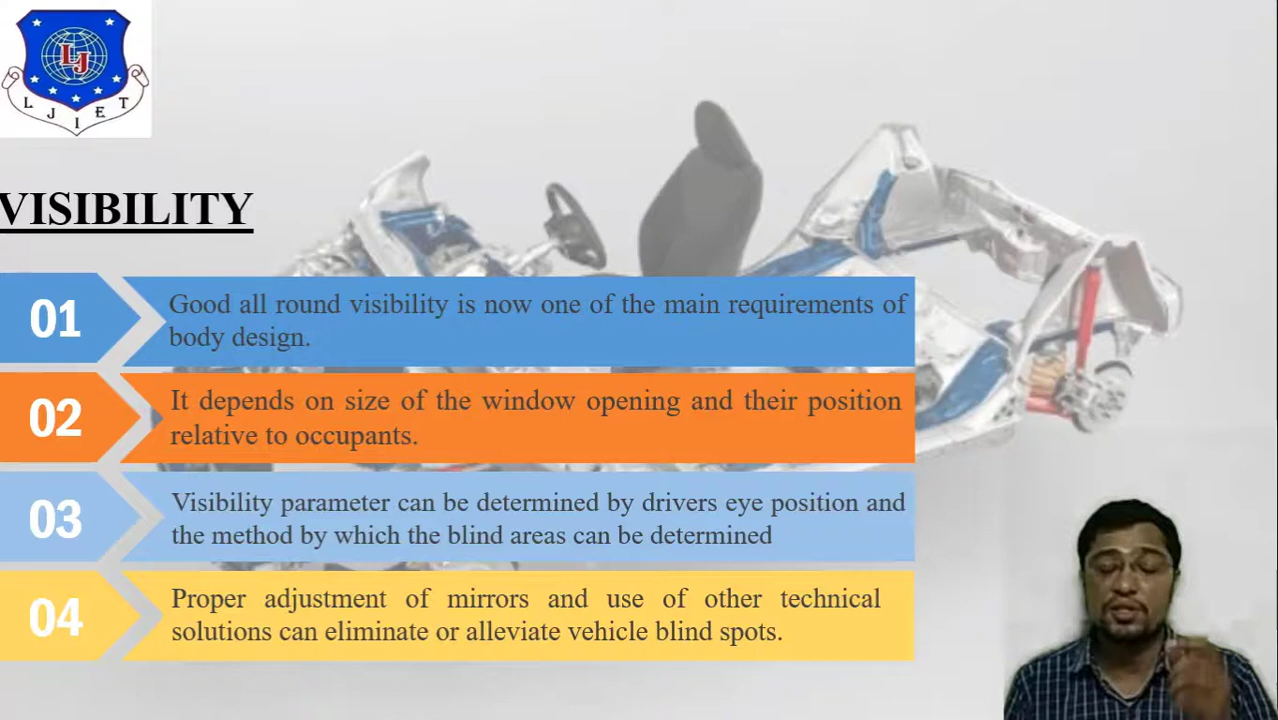 LJ
L J I E T
VISIBILITY
01
Good all round visibility is now one of the main requirements of
body design.
02
It depends on size of the window opening and their position
relative to occupants.
03
Visibility parameter can be determined by drivers eye position and
the method by which the blind areas can be determined
04
Proper adjustment of mirrors and use of other technical
solutions can eliminate or alleviate vehicle blind spots.